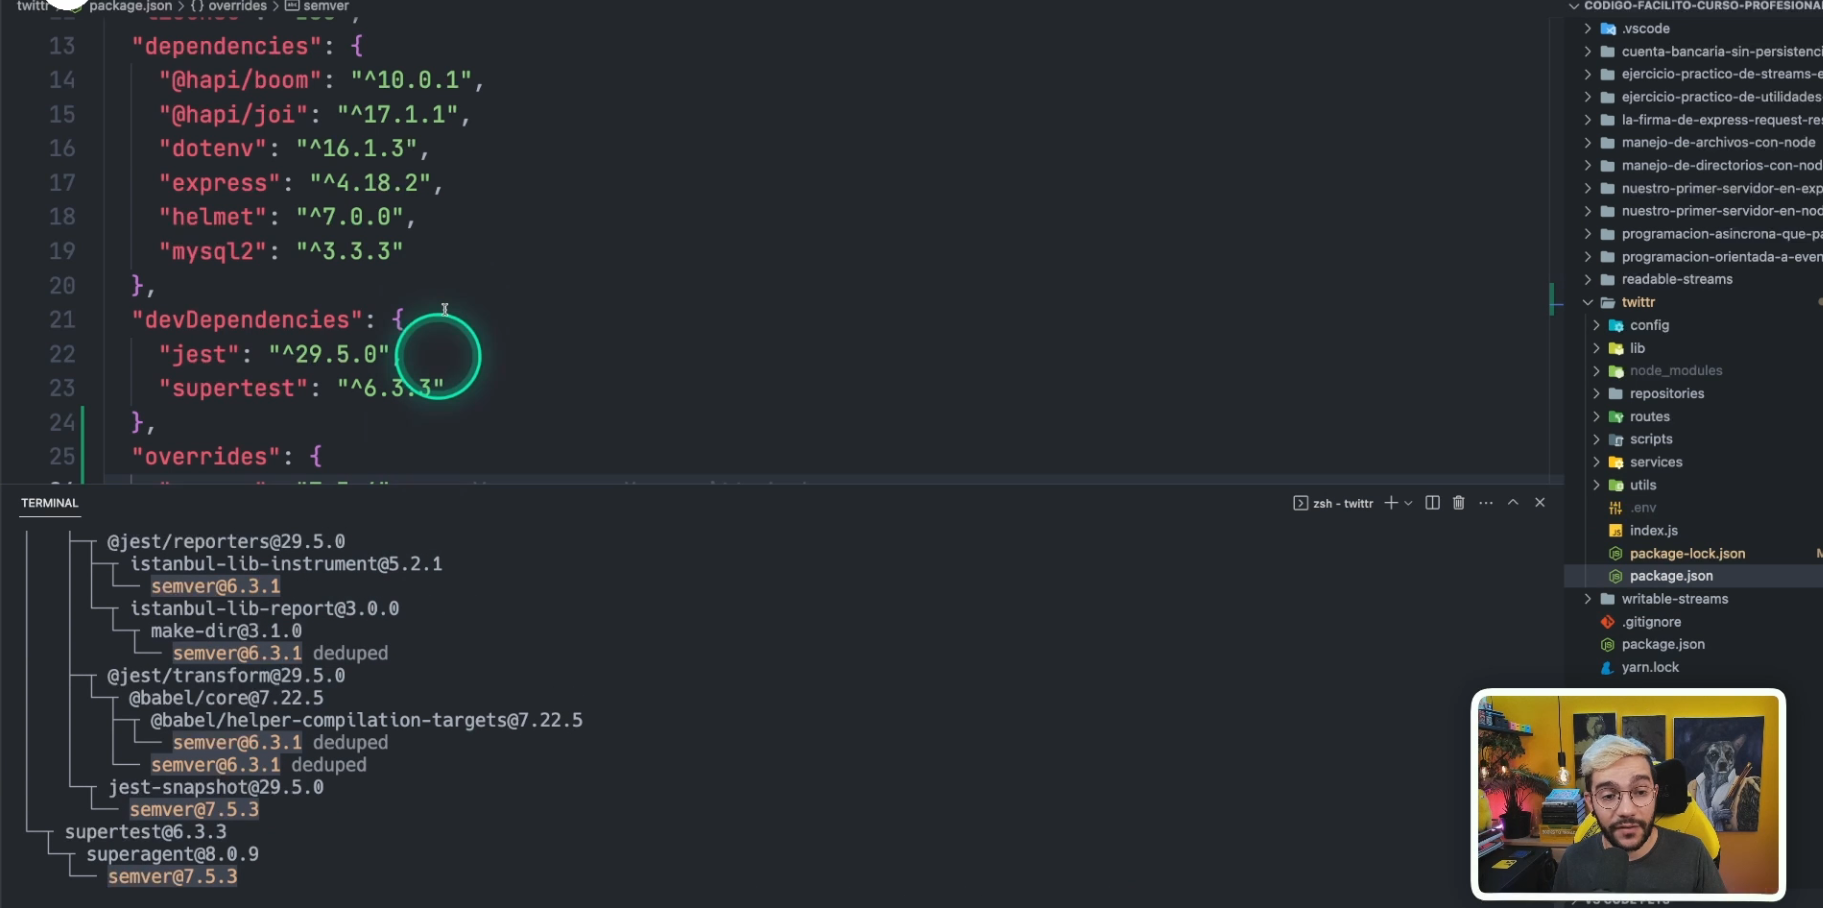 twittr > package.json > {} overrides > semver
13 "dependencies": {
14 "@hapi/boom": "^10.0.1",
15 "@hapi/joi": "^17.1.1",
16 "dotenv": "^16.1.3",
17 "express": "^4.18.2",
18 "helmet": "^7.0.0",
19 "mysql2": "^3.3.3"
20 },
21 "devDependencies": {
22 "jest": "^29.5.0",
23 "supertest": "^6.3.3"
24 },
25 "overrides": {
TERMINAL
zsh - twittr
@jest/reporters@29.5.0
istanbul-lib-instrument@5.2.1
semver@6.3.1
istanbul-lib-report@3.0.0
make-dir@3.1.0
semver@6.3.1 deduped
@jest/transform@29.5.0
@babel/core@7.22.5
@babel/helper-compilation-targets@7.22.5
semver@6.3.1 deduped
semver@6.3.1 deduped
jest-snapshot@29.5.0
semver@7.5.3
supertest@6.3.3
superagent@8.0.9
semver@7.5.3
CODIGO-FACILITO-CURSO-PROFESIONA
.vscode
cuenta-bancaria-sin-persistenci
ejercicio-practico-de-streams-e
ejercicio-practico-de-utilidades-
la-firma-de-express-request-res
manejo-de-archivos-con-node
manejo-de-directorios-con-nod
nuestro-primer-servidor-en-exp
nuestro-primer-servidor-en-nod
programacion-asincrona-que-pa
programacion-orientada-a-even
readable-streams
twittr
config
lib
node_modules
repositories
routes
scripts
services
utils
.env
index.js
package-lock.json M
package.json
writable-streams
.gitignore
package.json
yarn.lock